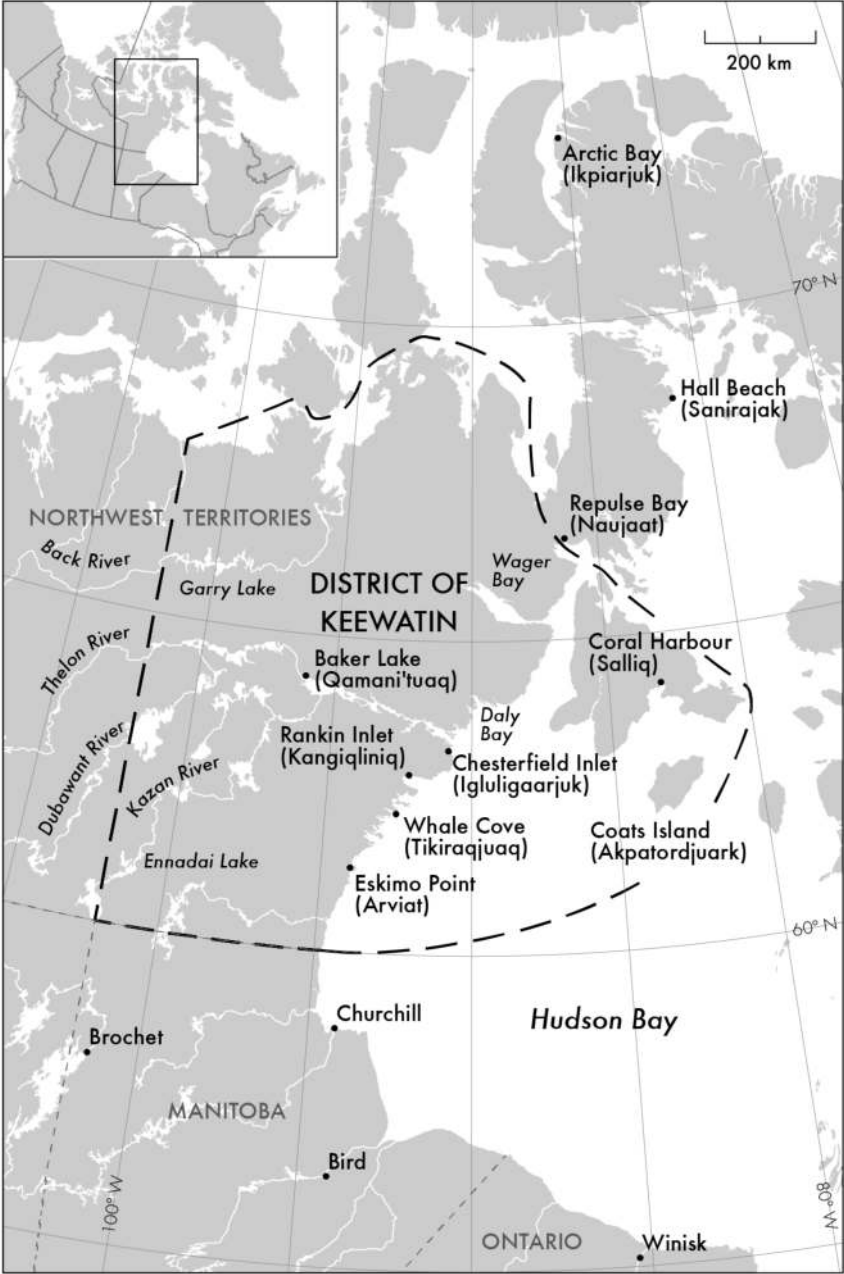 200 km
Arctic Bay
(Ikpiarjuk)
70° N
Hall Beach
(Sanirajak)
NORTHWEST TERRITORIES
Repulse Bay
(Naujaat)
Back River
Wager
Bay
Garry Lake
DISTRICT OF
KEEWATIN
Thelon River
Baker Lake
(Qamani'tuaq)
Coral Harbour
(Salliq)
Daly
Bay
Rankin Inlet
(Kangiqliniq)
Dubawant River
Kazan River
Chesterfield Inlet
(Igluligaarjuk)
Whale Cove
(Tikiraqjuaq)
Coats Island
(Akpatordjuark)
Ennadai Lake
Eskimo Point
(Arviat)
60° N
Churchill
Hudson Bay
Brochet
MANITOBA
Bird
100° W
80° W
ONTARIO
Winisk